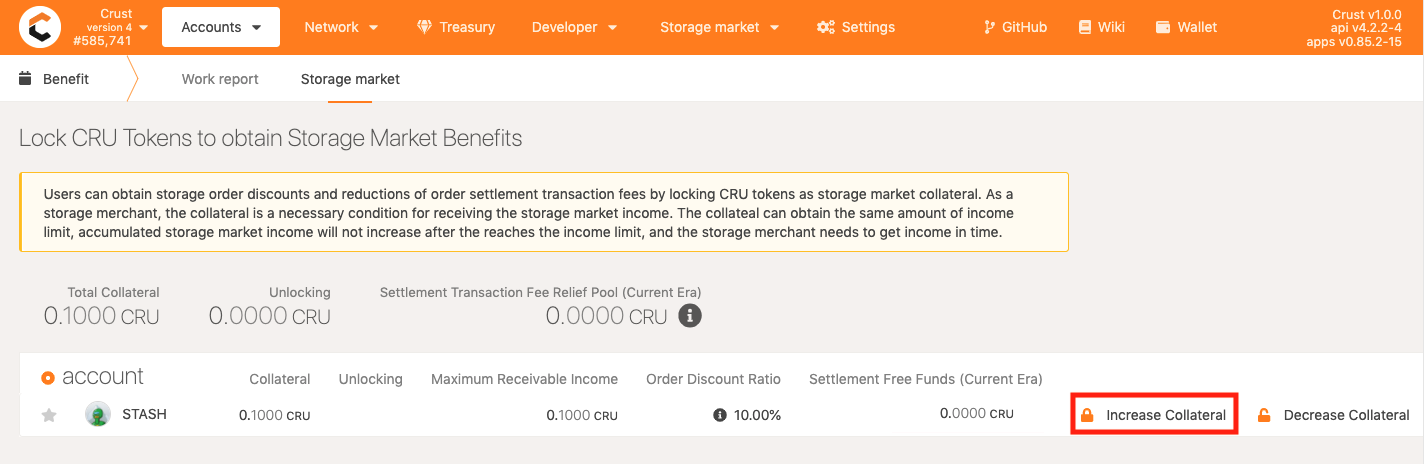 Crust
version 4
#585,741
Accounts
Network
Treasury
Developer
Storage market
Settings
GitHub
Wiki
Wallet
Crust v1.0.0
api v4.2.2-4
apps v0.85.2-15
Benefit
Work report
Storage market
Lock CRU Tokens to obtain Storage Market Benefits
Users can obtain storage order discounts and reductions of order settlement transaction fees by locking CRU tokens as storage market collateral. As a
storage merchant, the collateral is a necessary condition for receiving the storage market income. The collateal can obtain the same amount of income
limit, accumulated storage market income will not increase after the reaches the income limit, and the storage merchant needs to get income in time.
Total Collateral
0.1000 CRU
Unlocking
0.0000 CRU
Settlement Transaction Fee Relief Pool (Current Era)
0.0000 CRU
account
Collateral
Unlocking
Maximum Receivable Income
Order Discount Ratio
Settlement Free Funds (Current Era)
STASH
0.1000 CRU
0.1000 CRU
10.00%
0.0000 CRU
Increase Collateral
Decrease Collateral